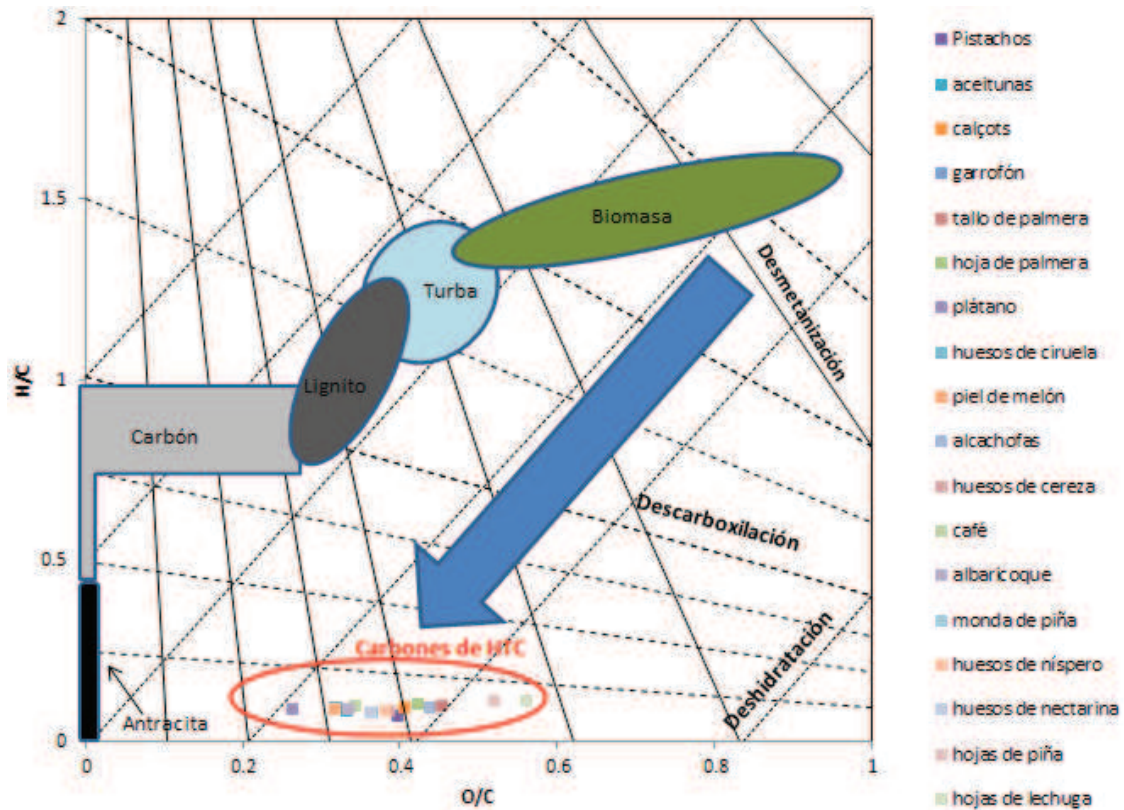 2
1.5
1
0.5
0
H/C
0
0.2
0.4
0.6
0.8
1
O/C
Biomasa
Turba
Lignito
Carbón
Antracita
Desmetanización
Descarboxilación
Deshidratación
Carbones de HTC
Pistachos
aceitunas
calçots
garrofón
tallo de palmera
hoja de palmera
plátano
huesos de ciruela
piel de melón
alcachofas
huesos de cereza
café
albaricoque
monda de piña
huesos de níspero
huesos de nectarina
hojas de piña
hojas de lechuga